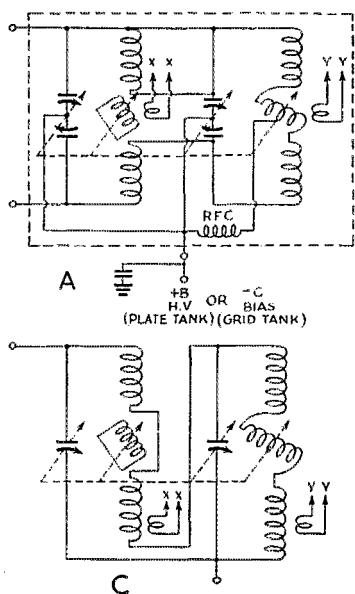 X X
Y Y
RFC
A
+B OR -C
H.V BIAS
(PLATE TANK) (GRID TANK)
X X
Y Y
C